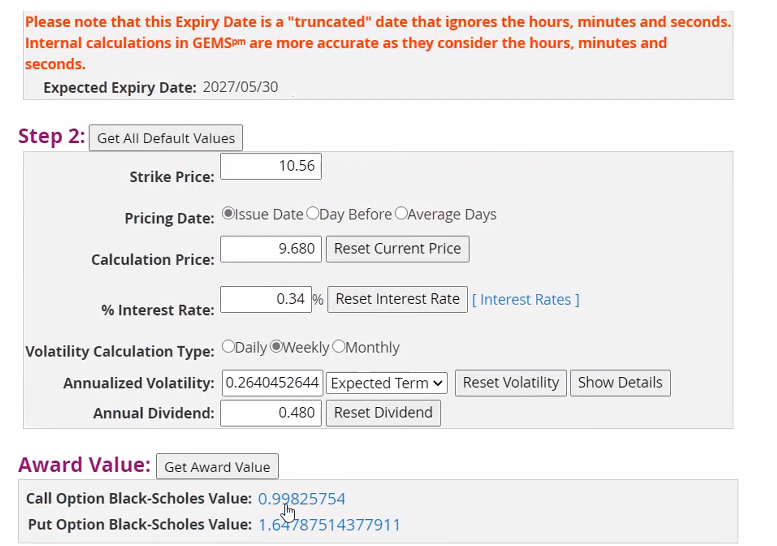 Please note that this Expiry Date is a "truncated" date that ignores the hours, minutes and seconds.
Internal calculations in GEMSpm are more accurate as they consider the hours, minutes and
seconds.
Expected Expiry Date: 2027/05/30
Step 2: Get All Default Values
Strike Price: 10.56
Pricing Date: Issue Date Day Before Average Days
Calculation Price: 9.680 Reset Current Price
% Interest Rate: 0.34 % Reset Interest Rate [ Interest Rates ]
Volatility Calculation Type: Daily Weekly Monthly
Annualized Volatility: 0.2640452644 Expected Term Reset Volatility Show Details
Annual Dividend: 0.480 Reset Dividend
Award Value: Get Award Value
Call Option Black-Scholes Value: 0.99825754
Put Option Black-Scholes Value: 1.64787514377911